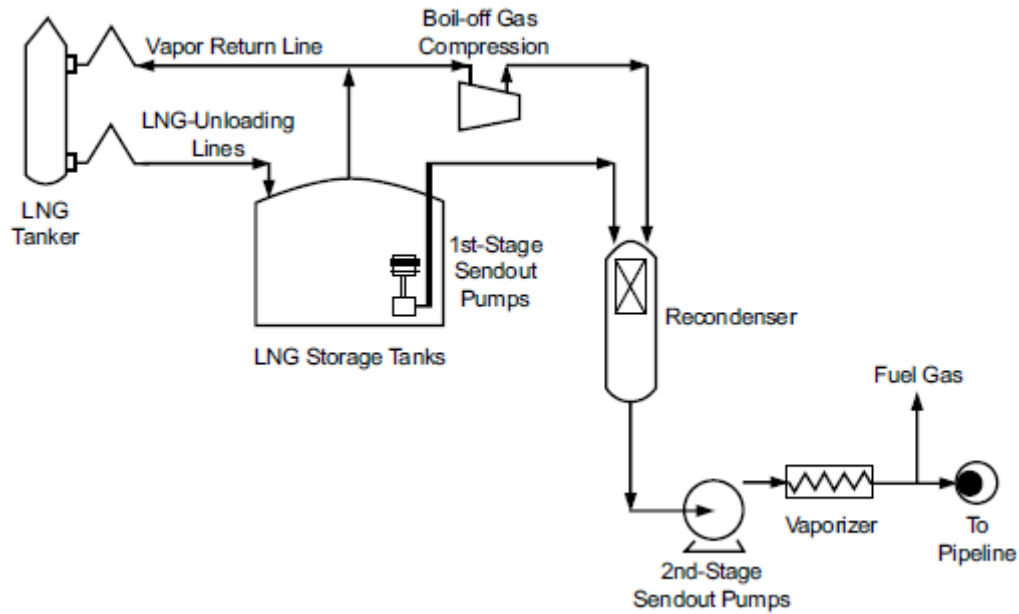 Boil-off Gas
Compression
Vapor Return Line
LNG-Unloading
Lines
LNG
Tanker
1st-Stage
Sendout
Pumps
LNG Storage Tanks
Recondenser
Fuel Gas
Vaporizer
To
Pipeline
2nd-Stage
Sendout Pumps